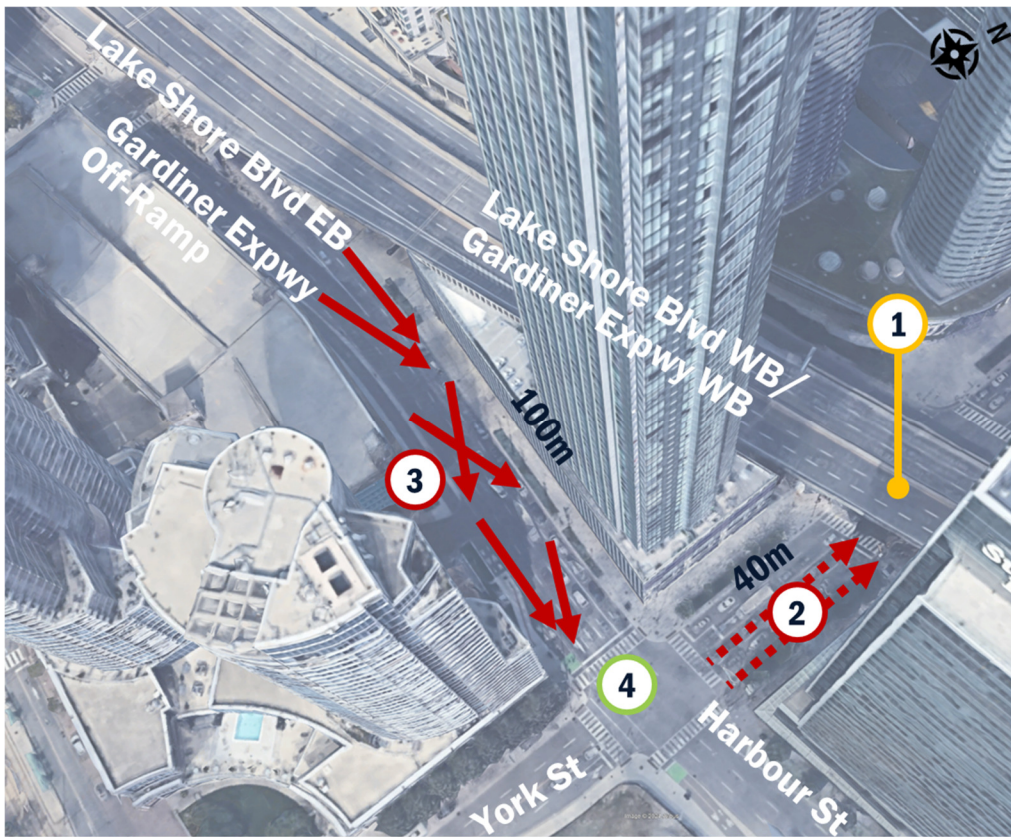 N
Lake Shore Blvd EB
Gardiner Expwy
Off-Ramp
Lake Shore Blvd WB/
Gardiner Expwy WB
1
100m
3
40m
2
4
York St
Harbour St